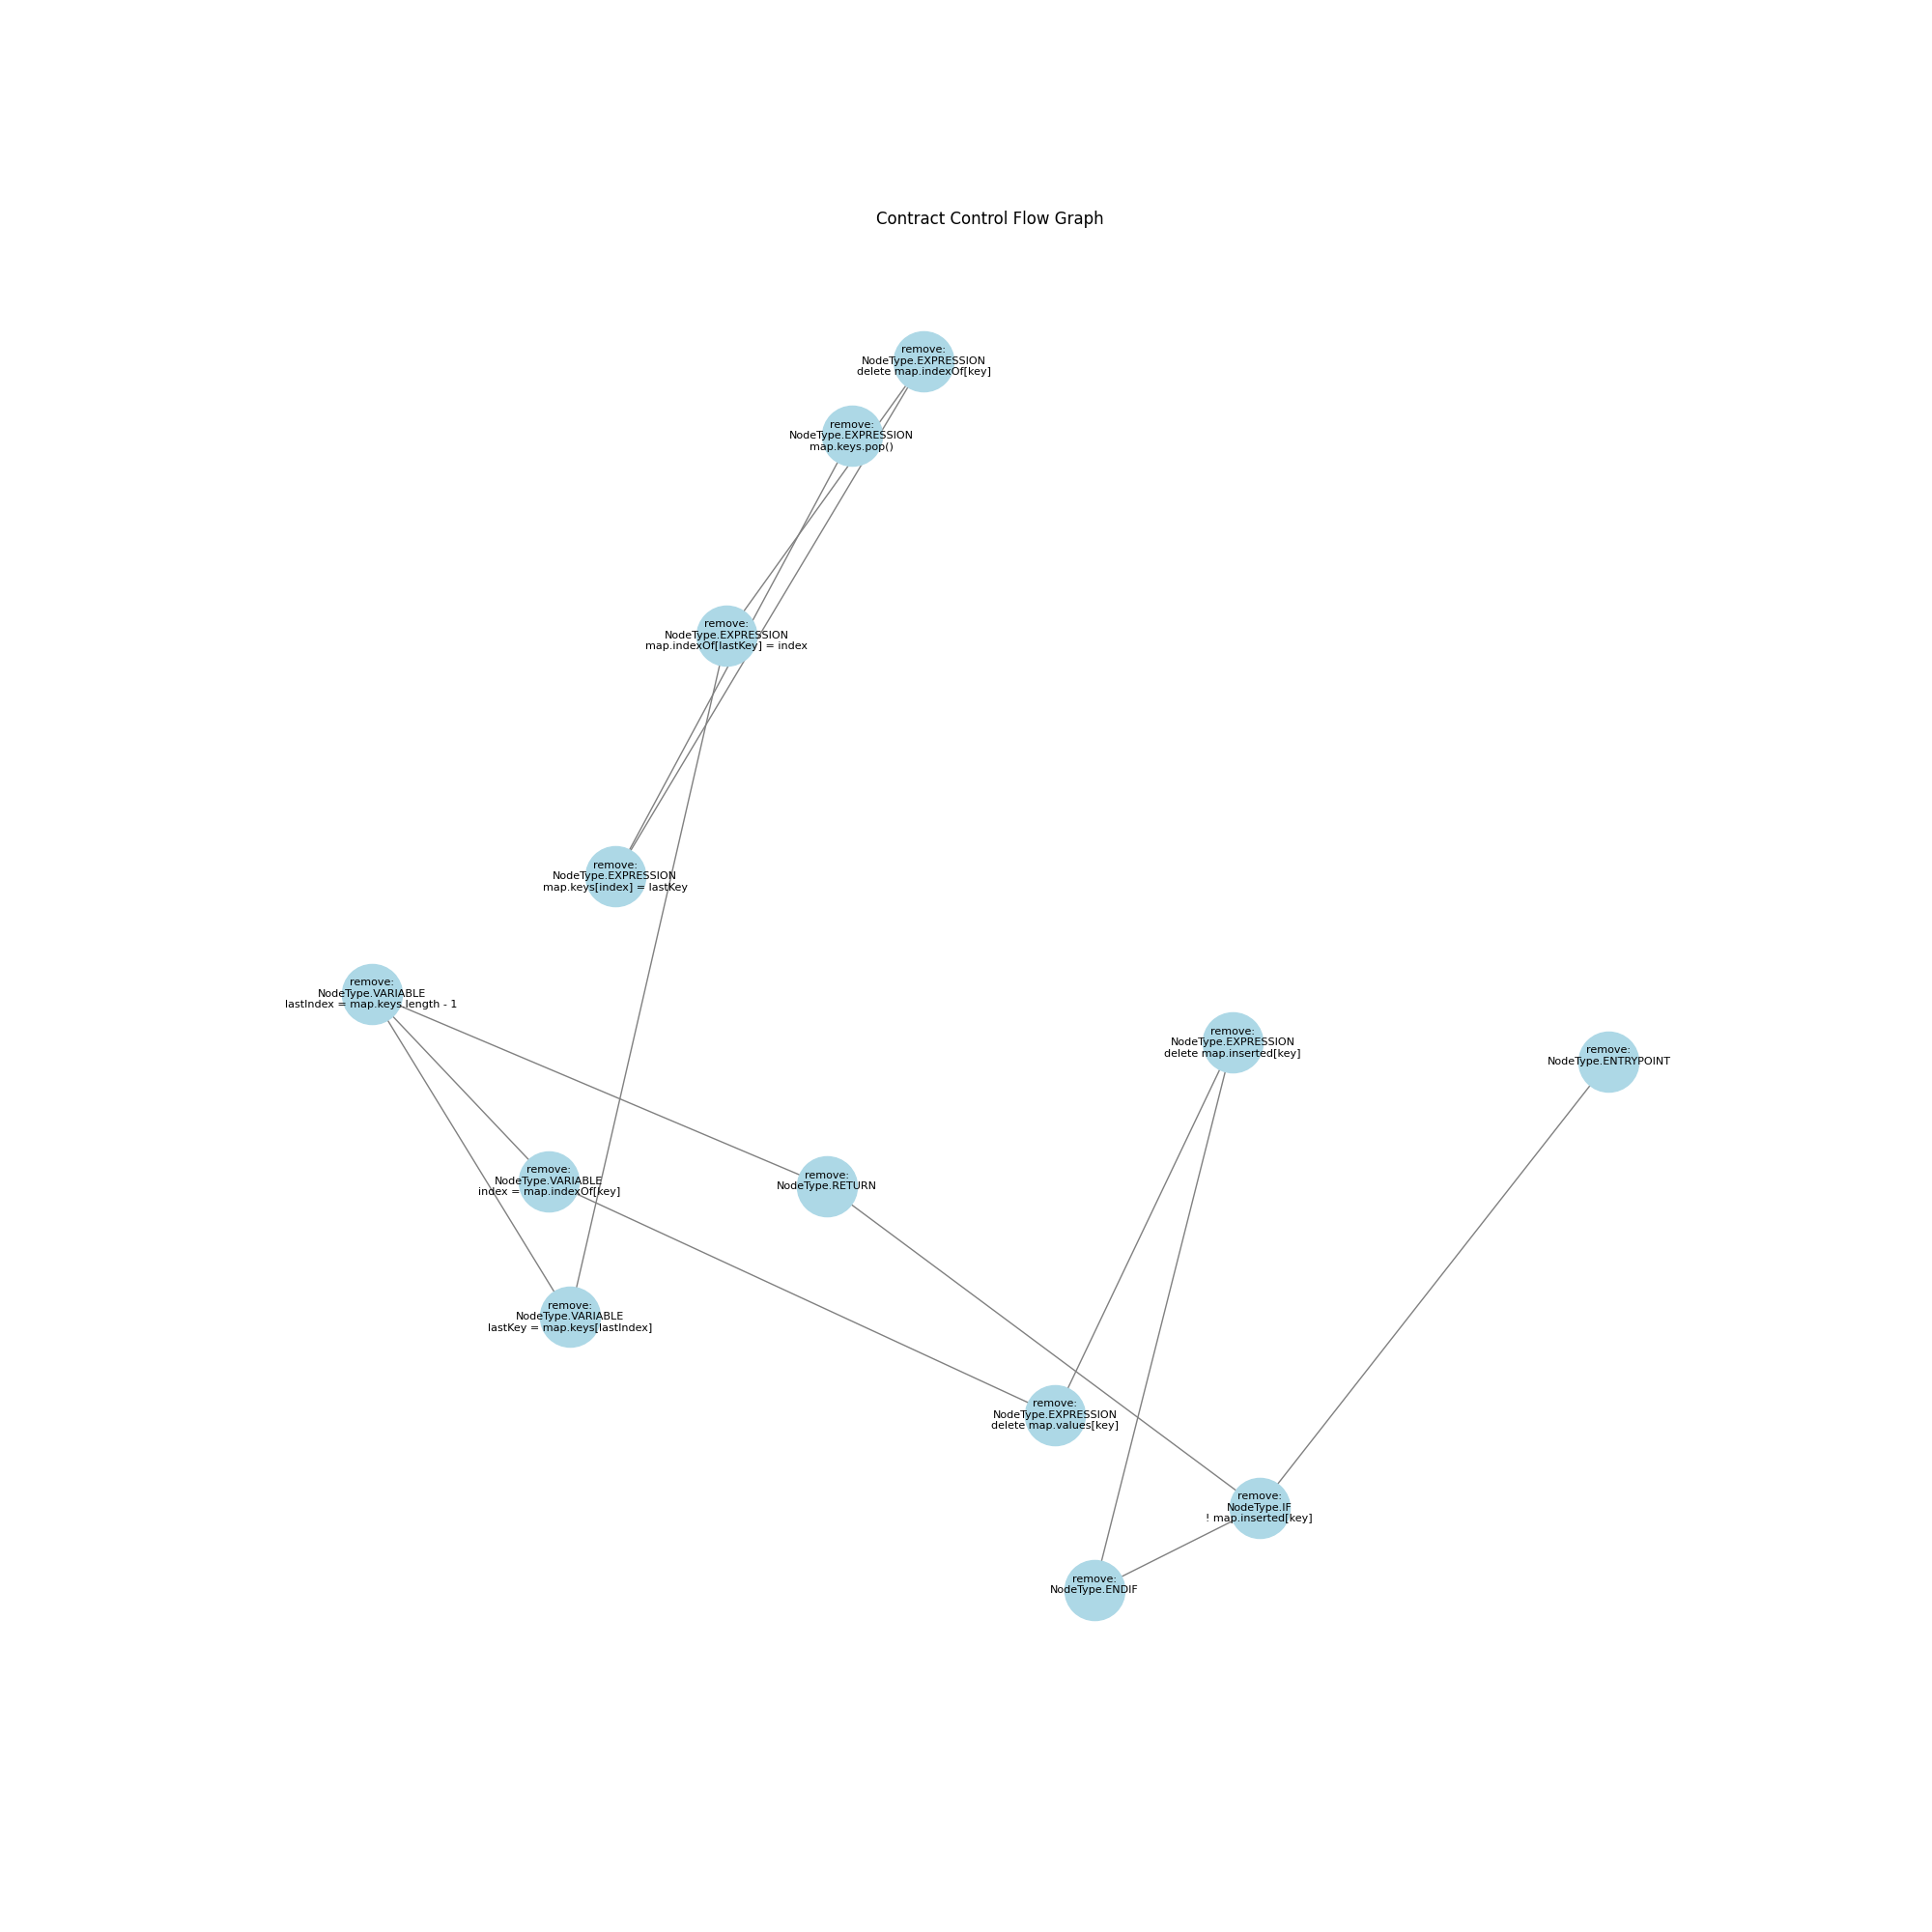 Contract Control Flow Graph
remove:
NodeType.EXPRESSION
delete map.indexOf[key]
remove:
NodeType.EXPRESSION
map.keys.pop()
remove:
NodeType.EXPRESSION
map.indexOf[lastKey] = index
remove:
NodeType.EXPRESSION
map.keys[index] = lastKey
remove:
NodeType.VARIABLE
lastIndex = map.keys.length - 1
remove:
NodeType.EXPRESSION
delete map.inserted[key]
remove:
NodeType.ENTRYPOINT
remove:
NodeType.VARIABLE
index = map.indexOf[key]
remove:
NodeType.RETURN
remove:
NodeType.VARIABLE
lastKey = map.keys[lastIndex]
remove:
NodeType.EXPRESSION
delete map.values[key]
remove:
NodeType.IF
! map.inserted[key]
remove:
NodeType.ENDIF